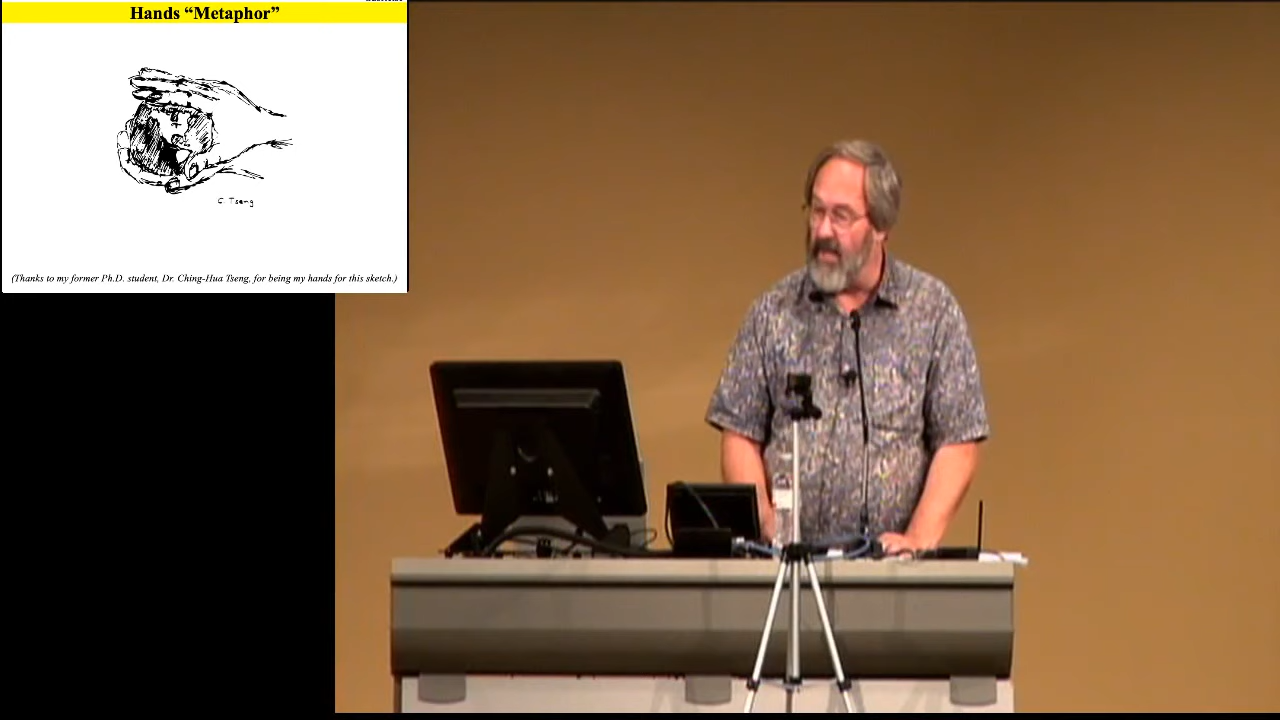 Hands “Metaphor”
C. Tseng
(Thanks to my former Ph.D. student, Dr. Ching-Hua Tseng, for being my hands for this sketch.)